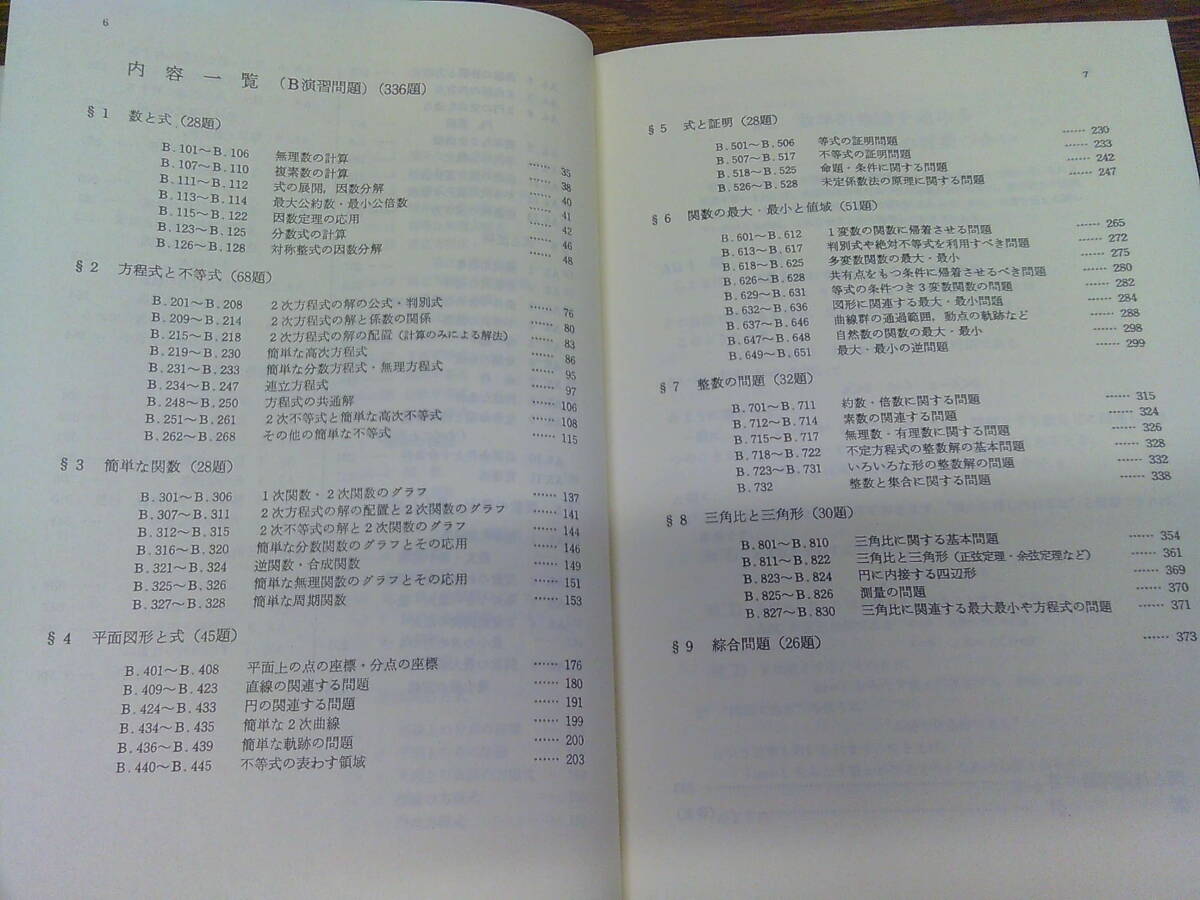 6
内容一覧 (B演習問題) (336題)
§1 数と式 (28題)
B.101〜B.106 無理数の計算 …… 35
B.107〜B.110 複素数の計算 …… 38
B.111〜B.112 式の展開, 因数分解 …… 40
B.113〜B.114 最大公約数・最小公倍数 …… 41
B.115〜B.122 因数定理の応用 …… 42
B.123〜B.125 分数式の計算 …… 46
B.126〜B.128 対称整式の因数分解 …… 48
§2 方程式と不等式 (68題)
B.201〜B.208 2次方程式の解の公式・判別式 …… 76
B.209〜B.214 2次方程式の解と係数の関係 …… 80
B.215〜B.218 2次方程式の解の配置 (計算のみによる解法) …… 83
B.219〜B.230 簡単な高次方程式 …… 86
B.231〜B.233 簡単な分数方程式・無理方程式 …… 95
B.234〜B.247 連立方程式 …… 97
B.248〜B.250 方程式の共通解 …… 106
B.251〜B.261 2次不等式と簡単な高次不等式 …… 108
B.262〜B.268 その他の簡単な不等式 …… 115
§3 簡単な関数 (28題)
B.301〜B.306 1次関数・2次関数のグラフ …… 137
B.307〜B.311 2次方程式の解の配置と2次関数のグラフ …… 141
B.312〜B.315 2次不等式の解と2次関数のグラフ …… 144
B.316〜B.320 簡単な分数関数のグラフとその応用 …… 146
B.321〜B.324 逆関数・合成関数 …… 149
B.325〜B.326 簡単な無理関数のグラフとその応用 …… 151
B.327〜B.328 簡単な周期関数 …… 153
§4 平面図形と式 (45題)
B.401〜B.408 平面上の点の座標・分点の座標 …… 176
B.409〜B.423 直線の関連する問題 …… 180
B.424〜B.433 円の関連する問題 …… 191
B.434〜B.435 簡単な2次曲線 …… 199
B.436〜B.439 簡単な軌跡の問題 …… 200
B.440〜B.445 不等式の表わす領域 …… 203
7
§5 式と証明 (28題)
B.501〜B.506 等式の証明問題 …… 230
B.507〜B.517 不等式の証明問題 …… 233
B.518〜B.525 命題・条件に関する問題 …… 242
B.526〜B.528 未定係数法の原理に関する問題 …… 247
§6 関数の最大・最小と値域 (51題)
B.601〜B.612 1変数の関数に帰着させる問題 …… 265
B.613〜B.617 判別式や絶対不等式を利用すべき問題 …… 272
B.618〜B.625 多変数関数の最大・最小 …… 275
B.626〜B.628 共有点をもつ条件に帰着させるべき問題 …… 280
B.629〜B.631 等式の条件つき3変数関数の問題 …… 282
B.632〜B.636 図形に関連する最大・最小問題 …… 284
B.637〜B.646 曲線群の通過範囲, 動点の軌跡など …… 288
B.647〜B.648 自然数の関数の最大・最小 …… 298
B.649〜B.651 最大・最小の逆問題 …… 299
§7 整数の問題 (32題)
B.701〜B.711 約数・倍数に関する問題 …… 315
B.712〜B.714 素数の関連する問題 …… 324
B.715〜B.717 無理数・有理数に関する問題 …… 326
B.718〜B.722 不定方程式の整数解の基本問題 …… 328
B.723〜B.731 いろいろな形の整数解の問題 …… 332
B.732 整数と集合に関する問題 …… 338
§8 三角比と三角形 (30題)
B.801〜B.810 三角比に関する基本問題 …… 354
B.811〜B.822 三角比と三角形 (正弦定理・余弦定理など) …… 361
B.823〜B.824 円に内接する四辺形 …… 369
B.825〜B.826 測量の問題 …… 370
B.827〜B.830 三角比に関連する最大最小や方程式の問題 …… 371
§9 綜合問題 (26題) …… 373